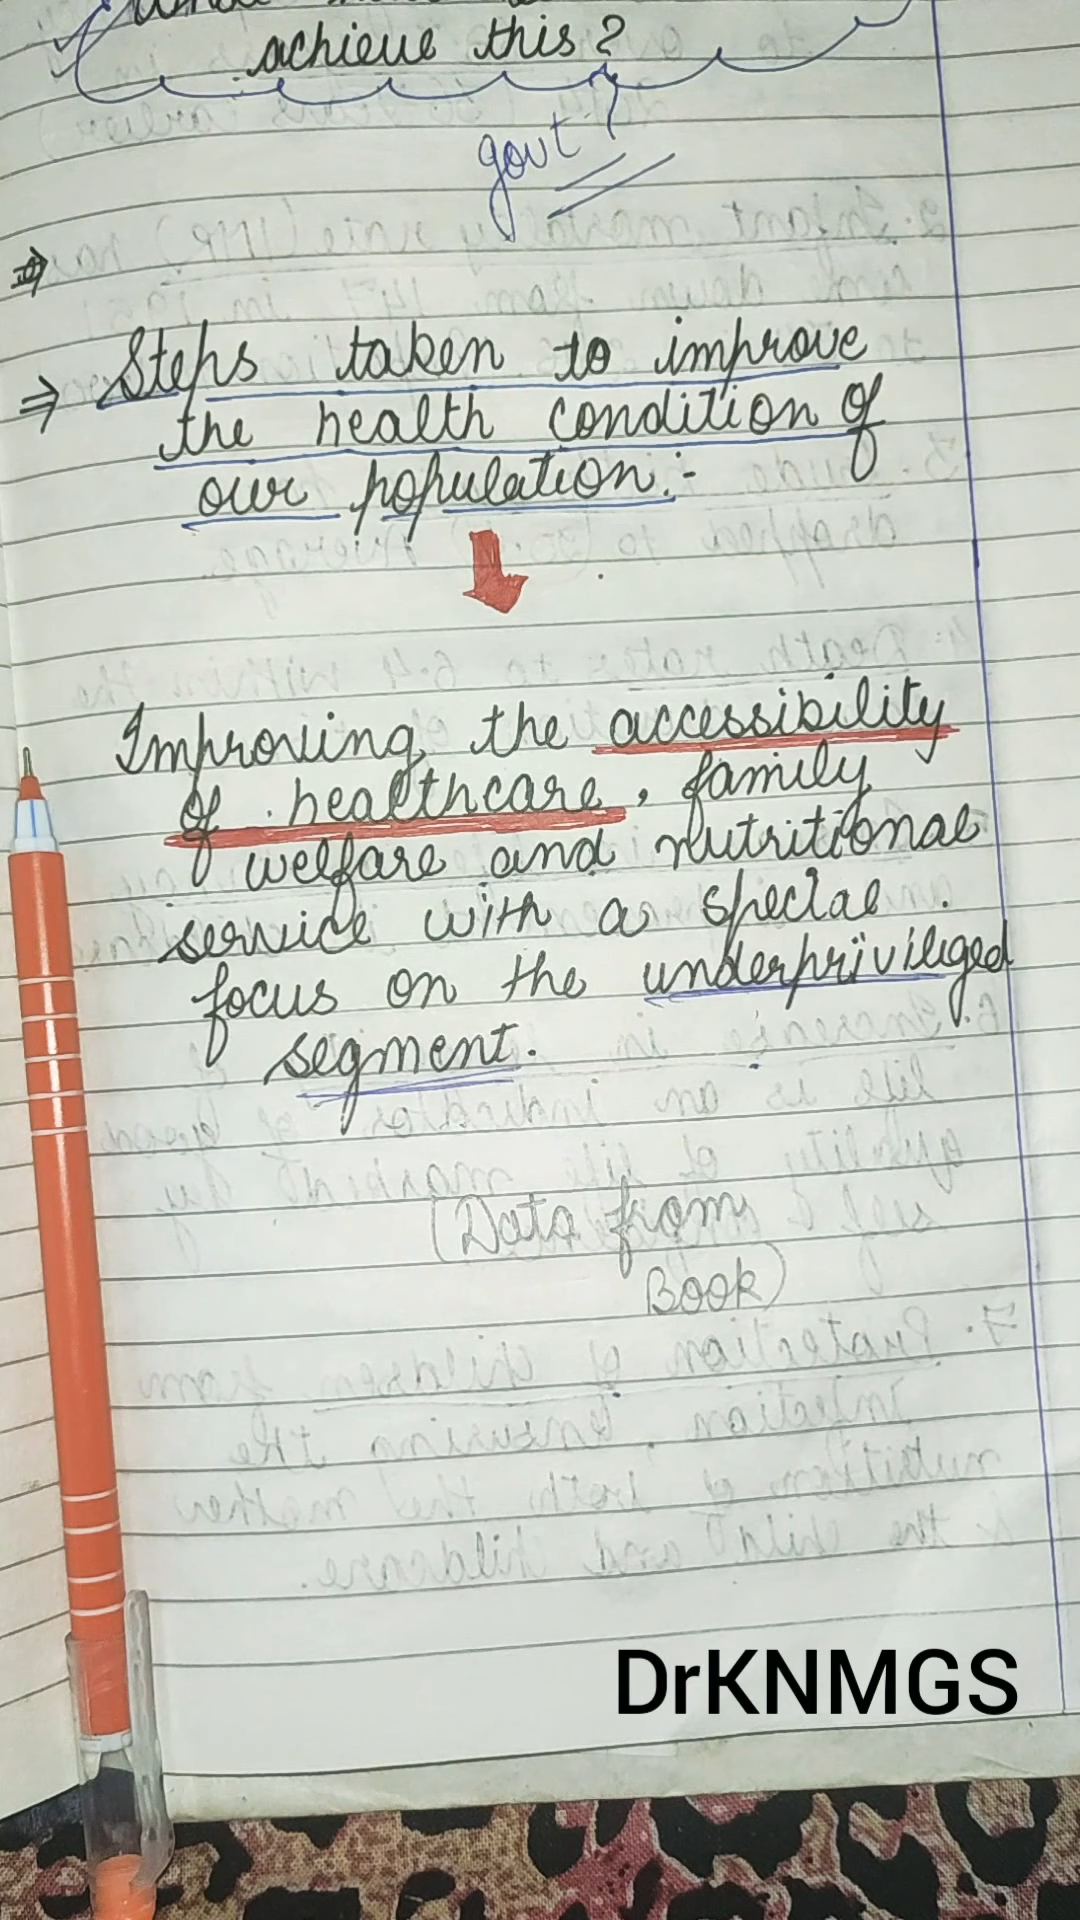 achieve this ?
govt ?
⇒
⇒ Steps taken to improve
the health condition of
our population :-
Improving the accessibility
of healthcare, family
welfare and nutritional
service with a special
focus on the underpriviliged
segment.
(Data from
Book)
DrKNMGS